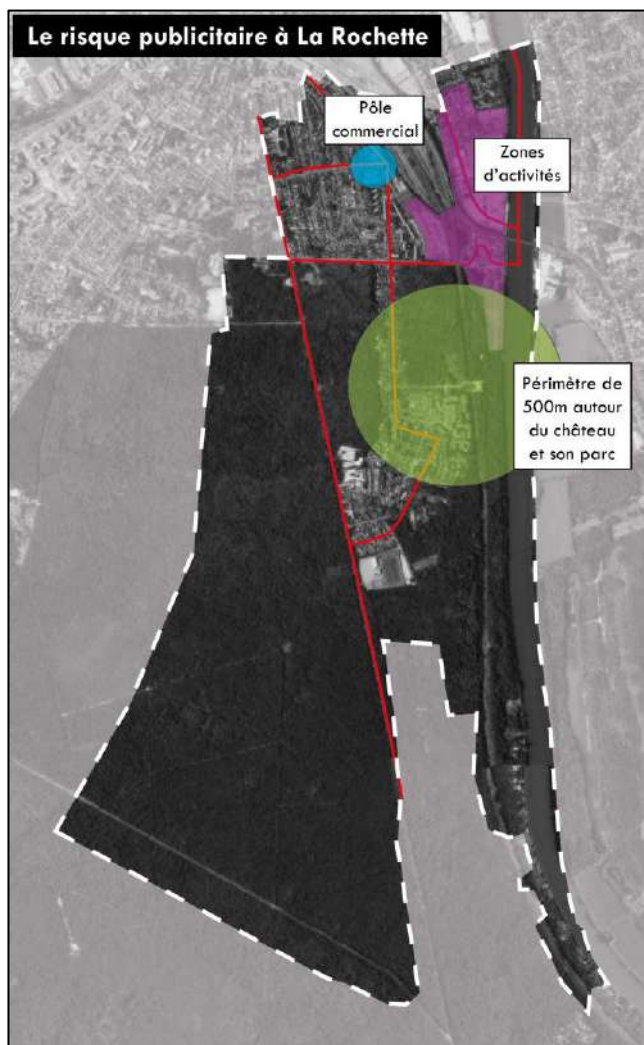 Le risque publicitaire à La Rochette
Pôle
commercial
Zones
d'activités
Périmètre de
500m autour
du château
et son parc